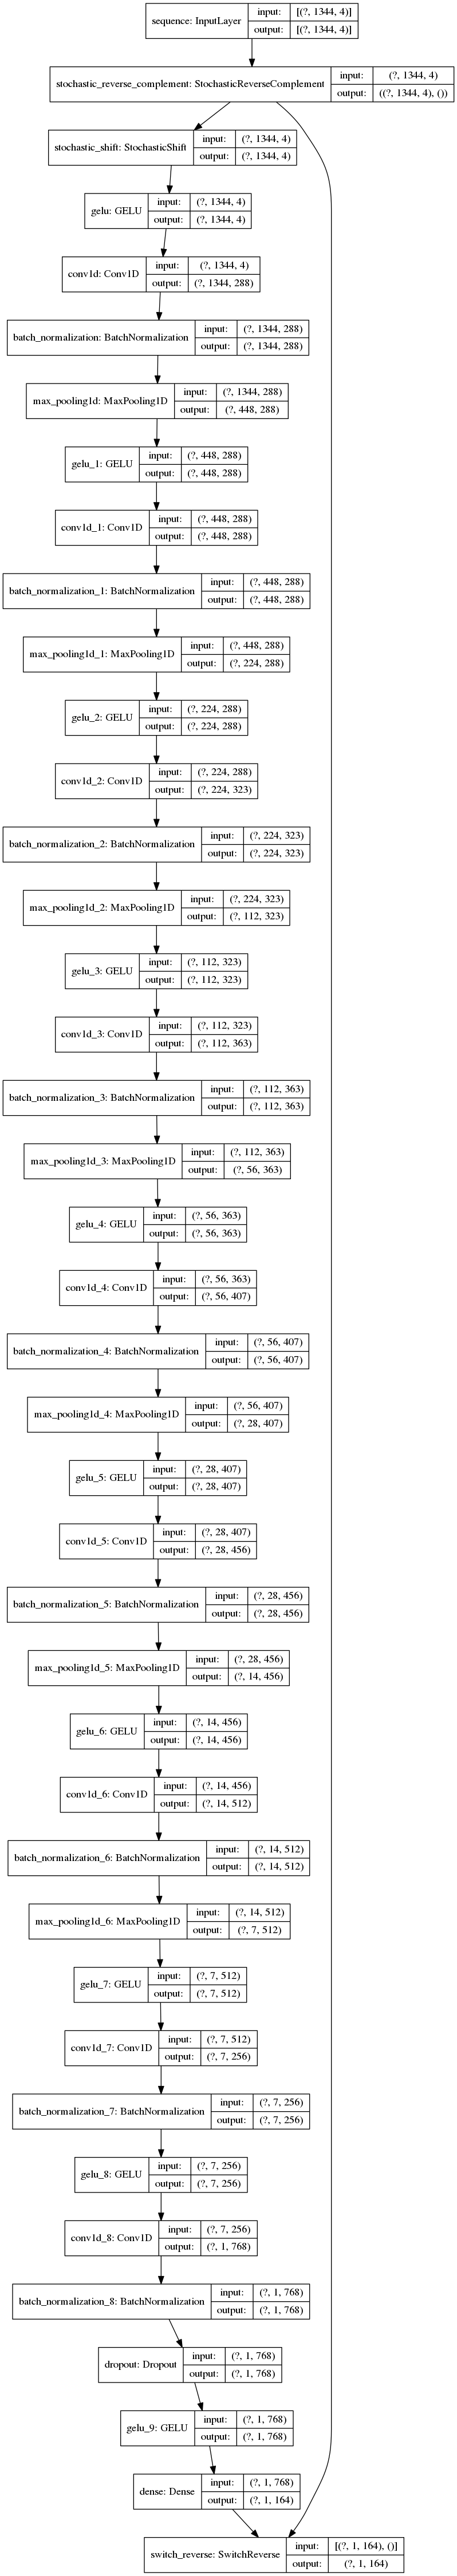 sequence: InputLayer
input: [(?, 1344, 4)]
output: [(?, 1344, 4)]
stochastic_reverse_complement: StochasticReverseComplement
input: (?, 1344, 4)
output: ((?, 1344, 4), ())
stochastic_shift: StochasticShift
input: (?, 1344, 4)
output: (?, 1344, 4)
gelu: GELU
input: (?, 1344, 4)
output: (?, 1344, 4)
conv1d: Conv1D
input: (?, 1344, 4)
output: (?, 1344, 288)
batch_normalization: BatchNormalization
input: (?, 1344, 288)
output: (?, 1344, 288)
max_pooling1d: MaxPooling1D
input: (?, 1344, 288)
output: (?, 448, 288)
gelu_1: GELU
input: (?, 448, 288)
output: (?, 448, 288)
conv1d_1: Conv1D
input: (?, 448, 288)
output: (?, 448, 288)
batch_normalization_1: BatchNormalization
input: (?, 448, 288)
output: (?, 448, 288)
max_pooling1d_1: MaxPooling1D
input: (?, 448, 288)
output: (?, 224, 288)
gelu_2: GELU
input: (?, 224, 288)
output: (?, 224, 288)
conv1d_2: Conv1D
input: (?, 224, 288)
output: (?, 224, 323)
batch_normalization_2: BatchNormalization
input: (?, 224, 323)
output: (?, 224, 323)
max_pooling1d_2: MaxPooling1D
input: (?, 224, 323)
output: (?, 112, 323)
gelu_3: GELU
input: (?, 112, 323)
output: (?, 112, 323)
conv1d_3: Conv1D
input: (?, 112, 323)
output: (?, 112, 363)
batch_normalization_3: BatchNormalization
input: (?, 112, 363)
output: (?, 112, 363)
max_pooling1d_3: MaxPooling1D
input: (?, 112, 363)
output: (?, 56, 363)
gelu_4: GELU
input: (?, 56, 363)
output: (?, 56, 363)
conv1d_4: Conv1D
input: (?, 56, 363)
output: (?, 56, 407)
batch_normalization_4: BatchNormalization
input: (?, 56, 407)
output: (?, 56, 407)
max_pooling1d_4: MaxPooling1D
input: (?, 56, 407)
output: (?, 28, 407)
gelu_5: GELU
input: (?, 28, 407)
output: (?, 28, 407)
conv1d_5: Conv1D
input: (?, 28, 407)
output: (?, 28, 456)
batch_normalization_5: BatchNormalization
input: (?, 28, 456)
output: (?, 28, 456)
max_pooling1d_5: MaxPooling1D
input: (?, 28, 456)
output: (?, 14, 456)
gelu_6: GELU
input: (?, 14, 456)
output: (?, 14, 456)
conv1d_6: Conv1D
input: (?, 14, 456)
output: (?, 14, 512)
batch_normalization_6: BatchNormalization
input: (?, 14, 512)
output: (?, 14, 512)
max_pooling1d_6: MaxPooling1D
input: (?, 14, 512)
output: (?, 7, 512)
gelu_7: GELU
input: (?, 7, 512)
output: (?, 7, 512)
conv1d_7: Conv1D
input: (?, 7, 512)
output: (?, 7, 256)
batch_normalization_7: BatchNormalization
input: (?, 7, 256)
output: (?, 7, 256)
gelu_8: GELU
input: (?, 7, 256)
output: (?, 7, 256)
conv1d_8: Conv1D
input: (?, 7, 256)
output: (?, 1, 768)
batch_normalization_8: BatchNormalization
input: (?, 1, 768)
output: (?, 1, 768)
dropout: Dropout
input: (?, 1, 768)
output: (?, 1, 768)
gelu_9: GELU
input: (?, 1, 768)
output: (?, 1, 768)
dense: Dense
input: (?, 1, 768)
output: (?, 1, 164)
switch_reverse: SwitchReverse
input: [(?, 1, 164), ()]
output: (?, 1, 164)